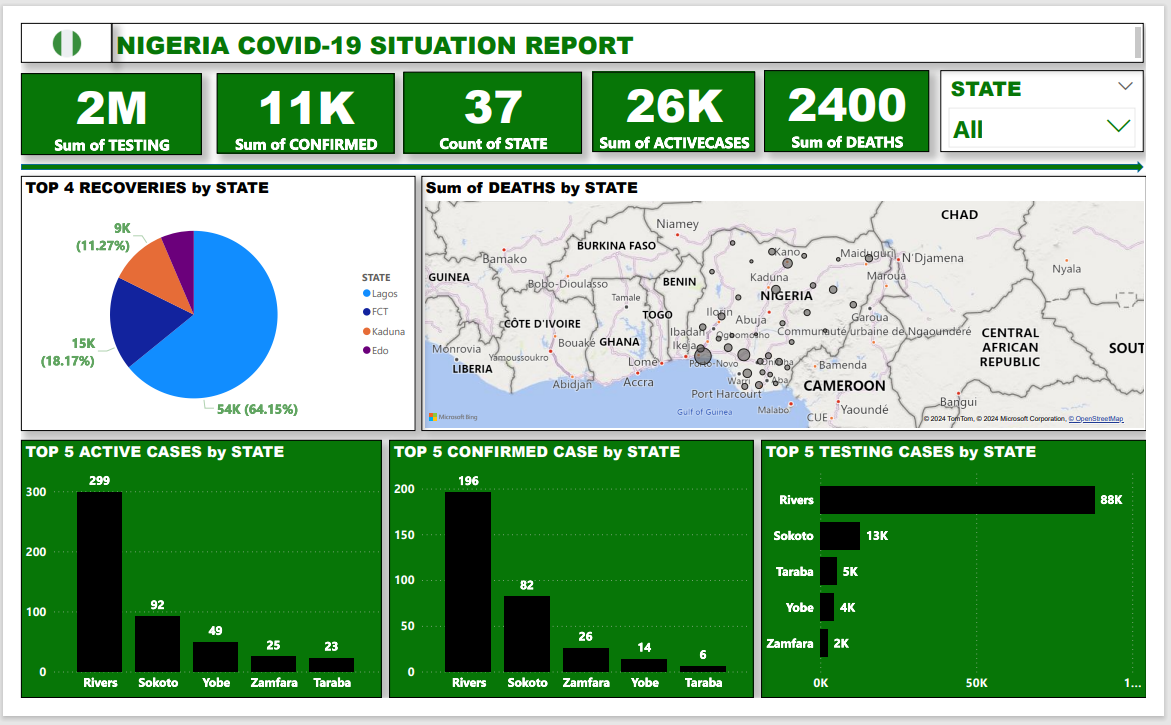 NIGERIA COVID-19 SITUATION REPORT
2M
Sum of TESTING
11K
Sum of CONFIRMED
37
Count of STATE
26K
Sum of ACTIVECASES
2400
Sum of DEATHS
STATE
All
TOP 4 RECOVERIES by STATE
9K
(11.27%)
15K
(18.17%)
54K (64.15%)
STATE
Lagos
FCT
Kaduna
Edo
Sum of DEATHS by STATE
CHAD
Niamey
BURKINA FASO
Kano
Maiduguri
N'Djamena
Bamako
Nyala
GUINEA
Kaduna
Maroua
Bobo-Dioulasso
BENIN
NIGERIA
Tamale
Ilorin
Abuja
Garoua
TOGO
CÔTE D'IVOIRE
Ibadan
Ogbomosho
Communauté urbaine de Ngaoundéré
Bouaké
GHANA
Ikeja
CENTRAL
AFRICAN
REPUBLIC
SOUT
Monrovia
Yamoussoukro
Lome
Porto-Novo
LIBERIA
Bamenda
Abidjan
Accra
Warri
Aba
CAMEROON
Port Harcourt
Bangui
Gulf of Guinea
Malabo
Yaoundé
CUE
Microsoft Bing
© 2024 TomTom, © 2024 Microsoft Corporation, © OpenStreetMap
TOP 5 ACTIVE CASES by STATE
300
200
100
0
299
92
49
25
23
Rivers Sokoto Yobe Zamfara Taraba
TOP 5 CONFIRMED CASE by STATE
200
150
100
50
0
196
82
26
14
6
Rivers Sokoto Zamfara Yobe Taraba
TOP 5 TESTING CASES by STATE
Rivers 88K
Sokoto 13K
Taraba 5K
Yobe 4K
Zamfara 2K
0K 50K 1...